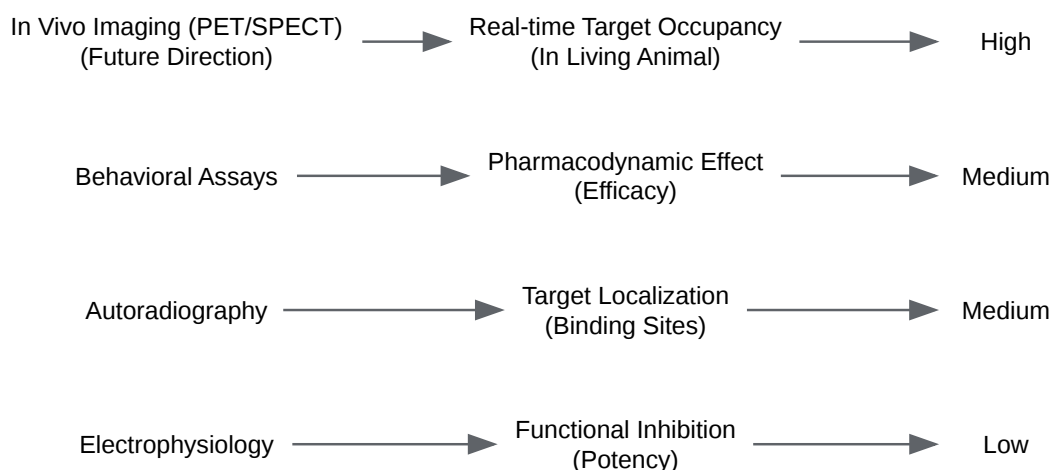 In Vivo Imaging (PET/SPECT)
(Future Direction)
Real-time Target Occupancy
(In Living Animal)
High
Behavioral Assays
Pharmacodynamic Effect
(Efficacy)
Medium
Autoradiography
Target Localization
(Binding Sites)
Medium
Electrophysiology
Functional Inhibition
(Potency)
Low